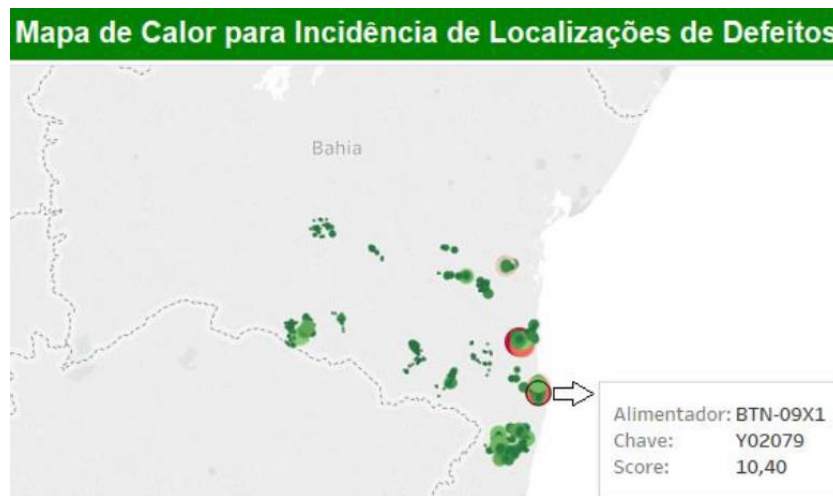 Mapa de Calor para Incidência de Localizações de Defeitos
Bahia
Alimentador: BTN-09X1
Chave: Y02079
Score: 10,40